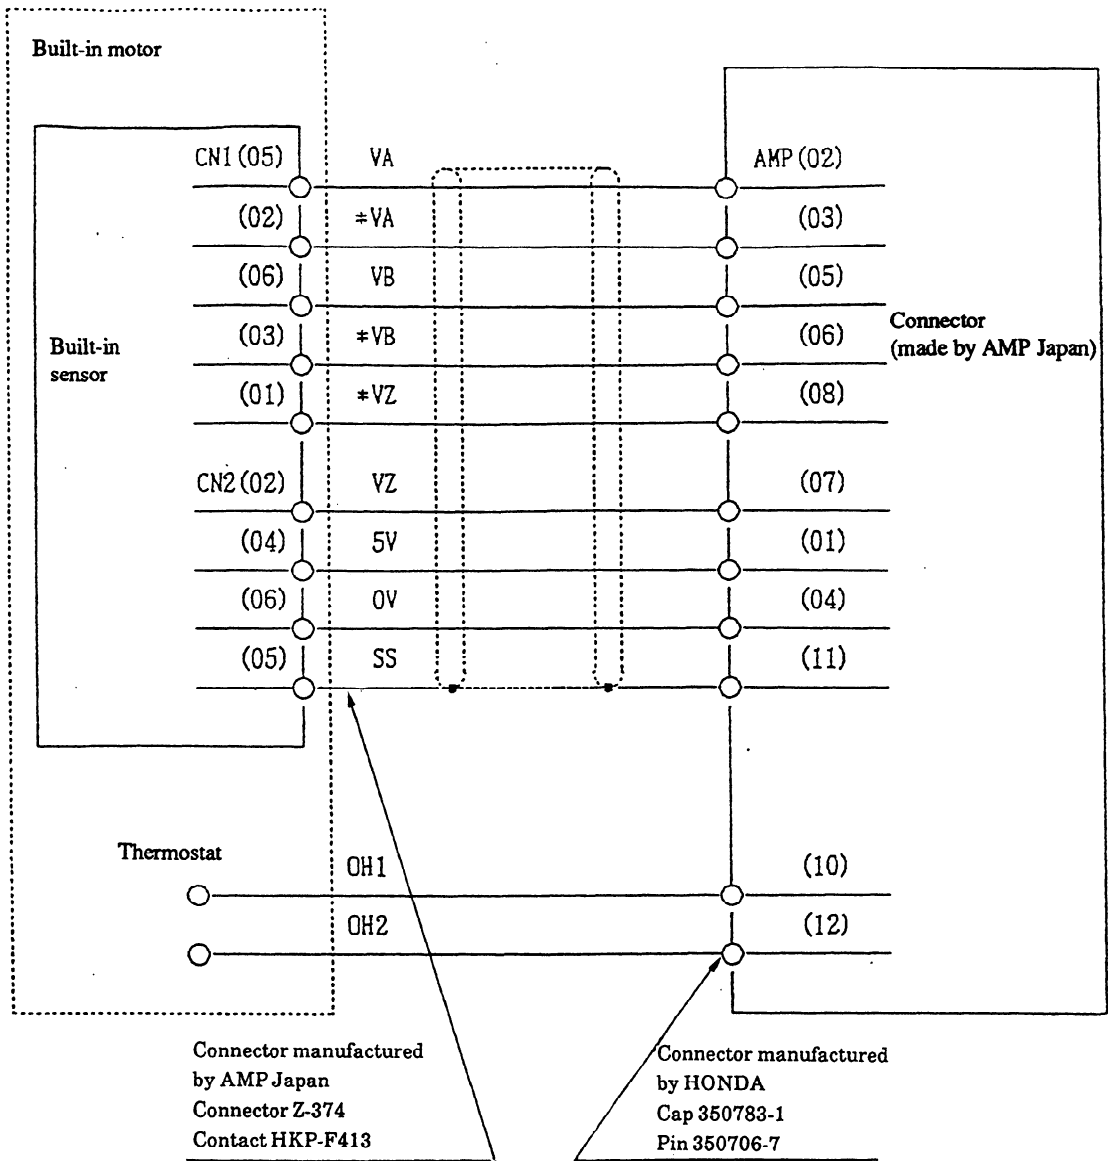 Built-in motor
CN1(05) VA AMP(02)
(02) *VA (03)
(06) VB (05)
(03) *VB (06)
(01) *VZ (08)
Built-in
sensor
Connector
(made by AMP Japan)
CN2(02) VZ (07)
(04) 5V (01)
(06) 0V (04)
(05) SS (11)
Thermostat
OH1 (10)
OH2 (12)
Connector manufactured
by AMP Japan
Connector Z-374
Contact HKP-F413
Connector manufactured
by HONDA
Cap 350783-1
Pin 350706-7